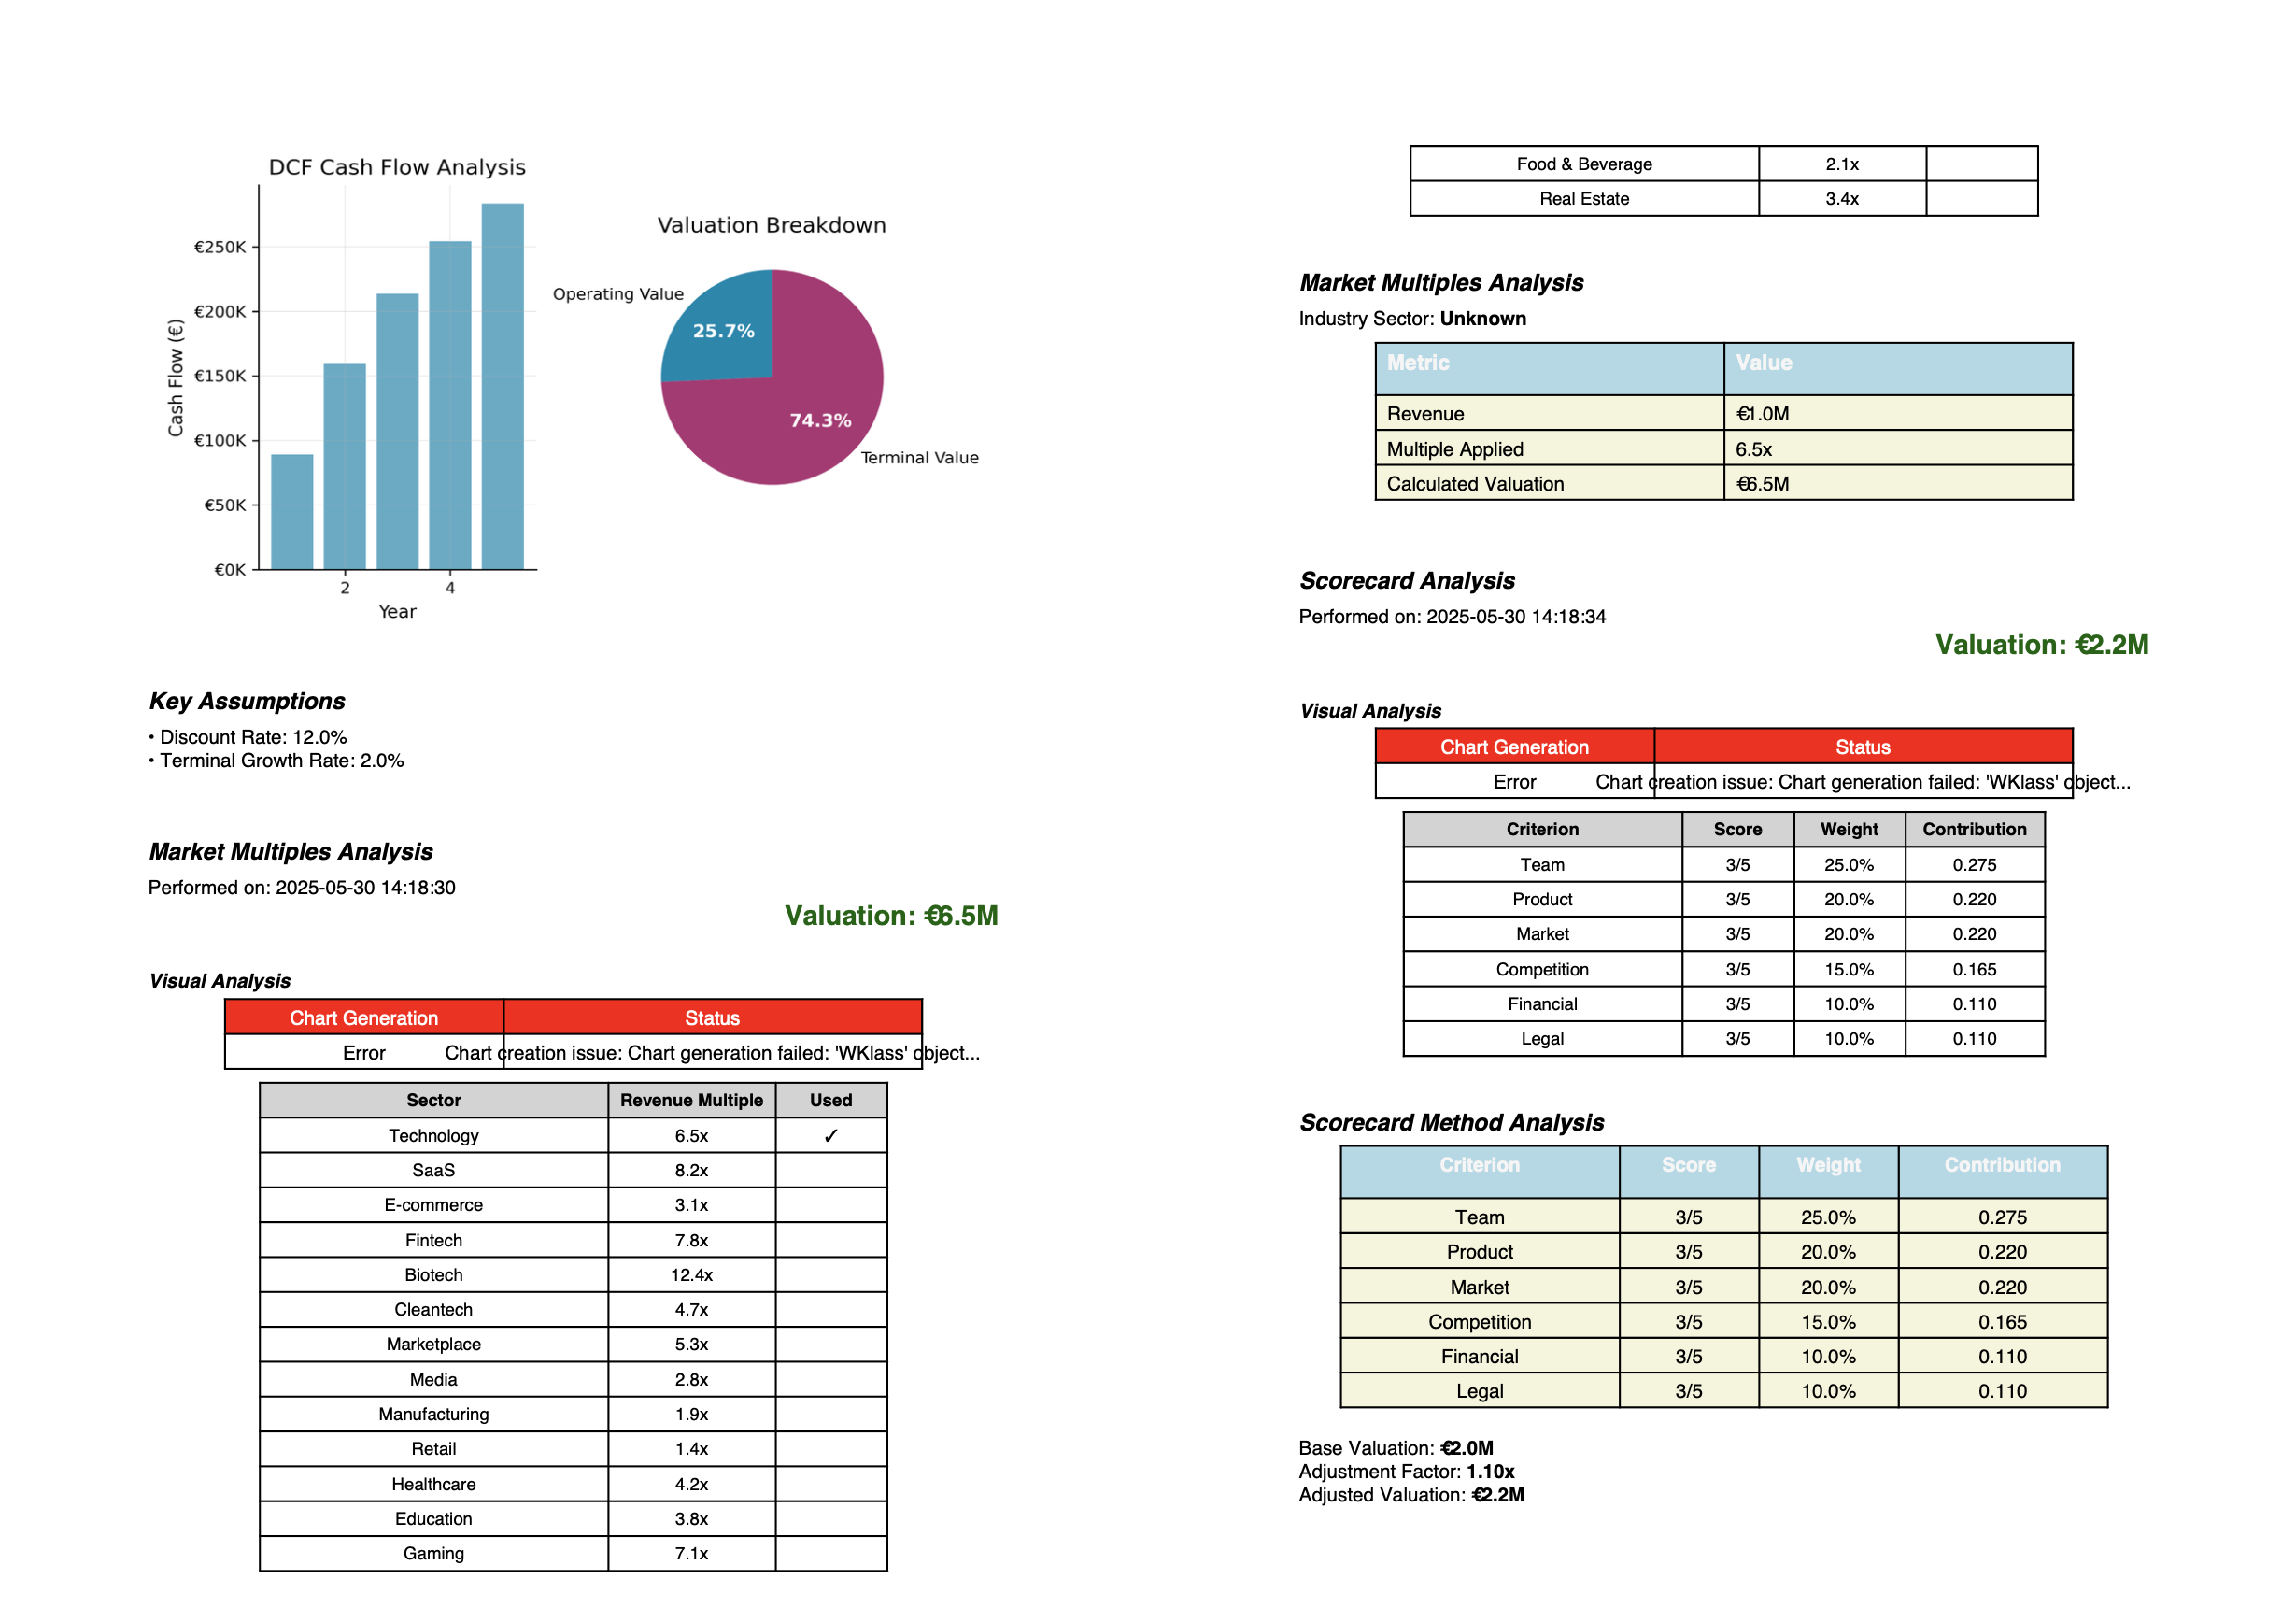 DCF Cash Flow Analysis
Cash Flow (€)
€250K
€200K
€150K
€100K
€50K
€0K
2 4
Year
Valuation Breakdown
Operating Value
25.7%
74.3%
Terminal Value
Key Assumptions
• Discount Rate: 12.0%
• Terminal Growth Rate: 2.0%
Market Multiples Analysis
Performed on: 2025-05-30 14:18:30
Valuation: €6.5M
Visual Analysis
Chart Generation Status
Error Chart creation issue: Chart generation failed: 'WKlass' object...
Sector Revenue Multiple Used
Technology 6.5x ✓
SaaS 8.2x
E-commerce 3.1x
Fintech 7.8x
Biotech 12.4x
Cleantech 4.7x
Marketplace 5.3x
Media 2.8x
Manufacturing 1.9x
Retail 1.4x
Healthcare 4.2x
Education 3.8x
Gaming 7.1x
Food & Beverage 2.1x
Real Estate 3.4x
Market Multiples Analysis
Industry Sector: Unknown
Metric Value
Revenue €1.0M
Multiple Applied 6.5x
Calculated Valuation €6.5M
Scorecard Analysis
Performed on: 2025-05-30 14:18:34
Valuation: €2.2M
Visual Analysis
Chart Generation Status
Error Chart creation issue: Chart generation failed: 'WKlass' object...
Criterion Score Weight Contribution
Team 3/5 25.0% 0.275
Product 3/5 20.0% 0.220
Market 3/5 20.0% 0.220
Competition 3/5 15.0% 0.165
Financial 3/5 10.0% 0.110
Legal 3/5 10.0% 0.110
Scorecard Method Analysis
Criterion Score Weight Contribution
Team 3/5 25.0% 0.275
Product 3/5 20.0% 0.220
Market 3/5 20.0% 0.220
Competition 3/5 15.0% 0.165
Financial 3/5 10.0% 0.110
Legal 3/5 10.0% 0.110
Base Valuation: €2.0M
Adjustment Factor: 1.10x
Adjusted Valuation: €2.2M